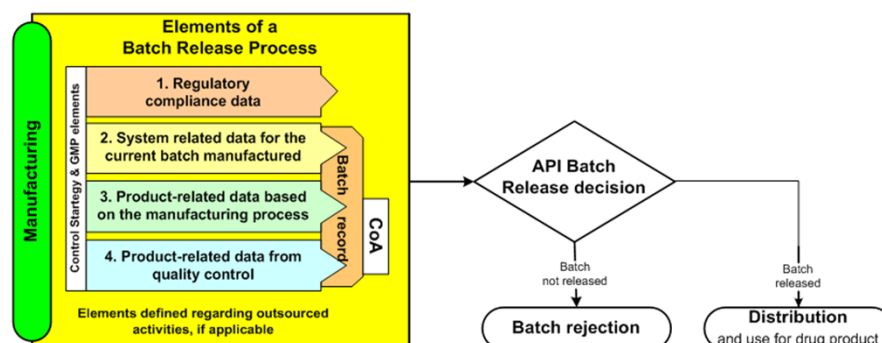 Elements of a
Batch Release Process
Manufacturing
Control Startegy & GMP elements
1. Regulatory
compliance data
2. System related data for the
current batch manufactured
3. Product-related data based
on the manufacturing process
4. Product-related data from
quality control
Batch record
CoA
Elements defined regarding outsourced
activities, if applicable
API Batch
Release decision
Batch
not released
Batch
released
Batch rejection
Distribution
and use for drug product